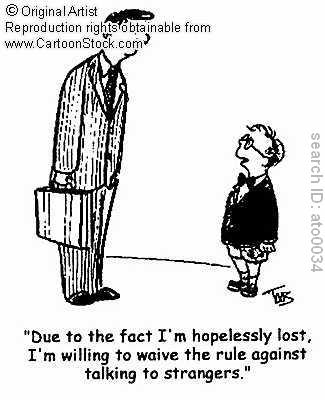 © Original Artist
Reproduction rights obtainable from
www.CartoonStock.com
search ID: ato0034
"Due to the fact I'm hopelessly lost,
I'm willing to waive the rule against
talking to strangers."